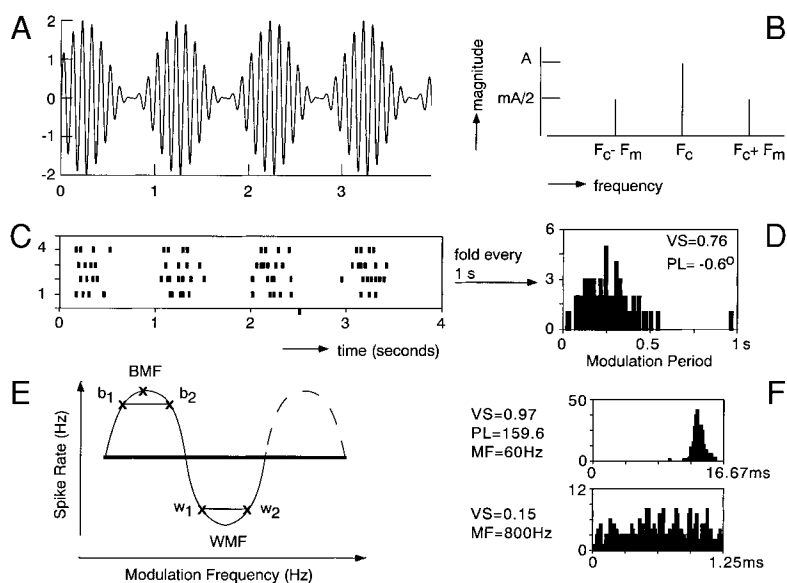 A
2
1
0
-1
-2
0
1
2
3
B
magnitude
A
mA/2
Fc- Fm
Fc
Fc+ Fm
frequency
C
4
1
0
1
2
3
4
time (seconds)
fold every
1 s
D
6
3
0
VS=0.76
PL= -0.6°
0
0.5
1 s
Modulation Period
E
Spike Rate (Hz)
BMF
b1
b2
w1
w2
WMF
Modulation Frequency (Hz)
F
VS=0.97
PL=159.6
MF=60Hz
50
0
0
16.67ms
VS=0.15
MF=800Hz
12
6
0
0
1.25ms